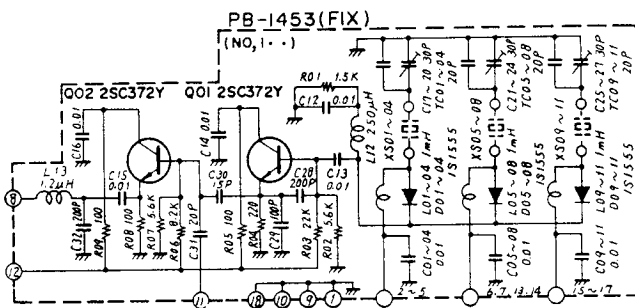 PB-1453(FIX)
(NO,1··)
Q02 2SC372Y
Q01 2SC372Y
R01 1.5K
C12 0.01
L12 250μH
C16 0.01
C14 0.01
L13
1.2μH
C15
0.01
C30
15P
C28
200P
C13
0.01
C32 200P
R09 100
R08 100
R07 5.6K
R06 8.2K
C31 20P
R05 100
R04 220
C29 100P
R03 22K
R02 5.6K
XS01~04
C17~20 30P
TC01~04
20P
L01~04 1mH
D01~04
1S1555
C01~04
0.01
XS05~08
C21~24 30P
TC05~08
20P
L05~08 1mH
D05~08
1S1555
C05~08
0.01
XS09~11
C25~27 30P
TC09~11
20P
L09~11 1mH
D09~11
1S1555
C09~11
0.01
8
12
11
18
10
9
1
2~5
6.7.13.14
15~17